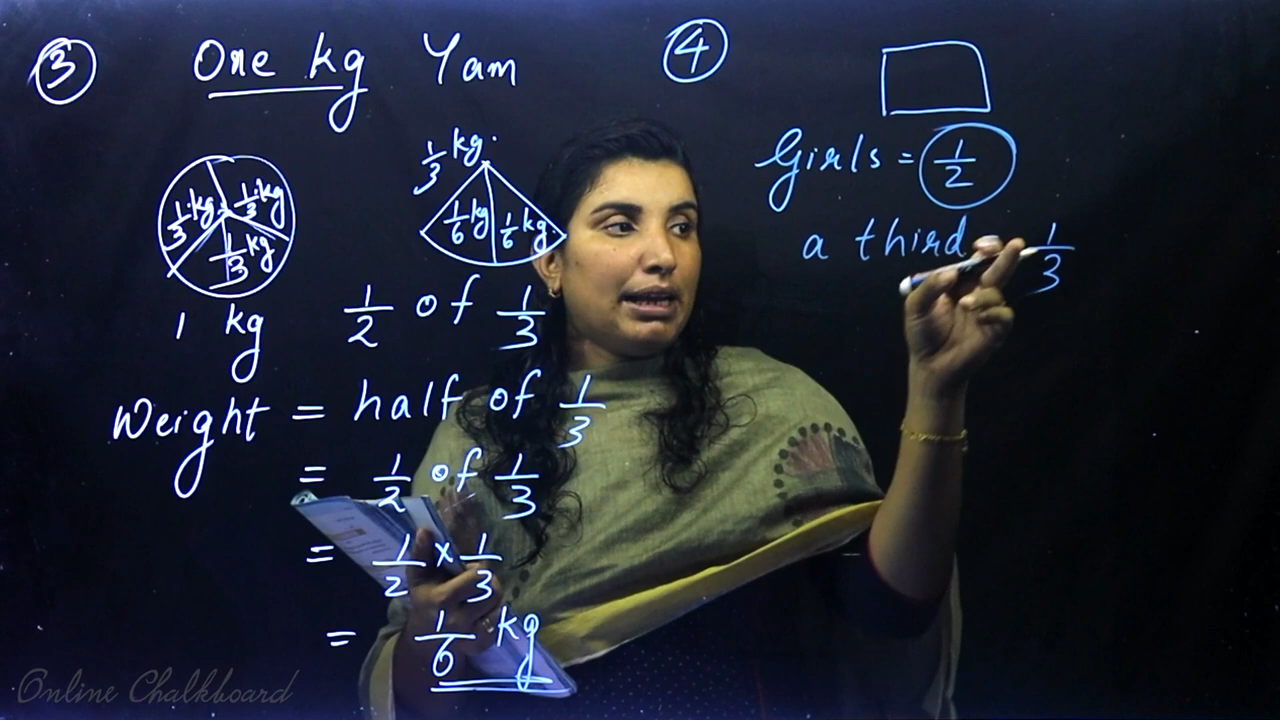 ③ One kg Yam
1/3 kg 1/3 kg 1/3 kg
1 kg
1/3 kg.
1/6 kg 1/6 kg
1/2 of 1/3
Weight = half of 1/3
= 1/2 of 1/3
= 1/2 x 1/3
= 1/6 kg
④
Girls = 1/2
a third 1/3
Online Chalkboard